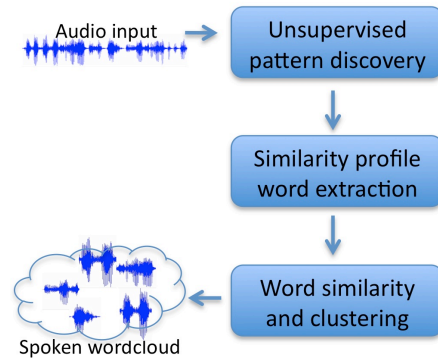 Audio input
Unsupervised
pattern discovery
Similarity profile
word extraction
Word similarity
and clustering
Spoken wordcloud